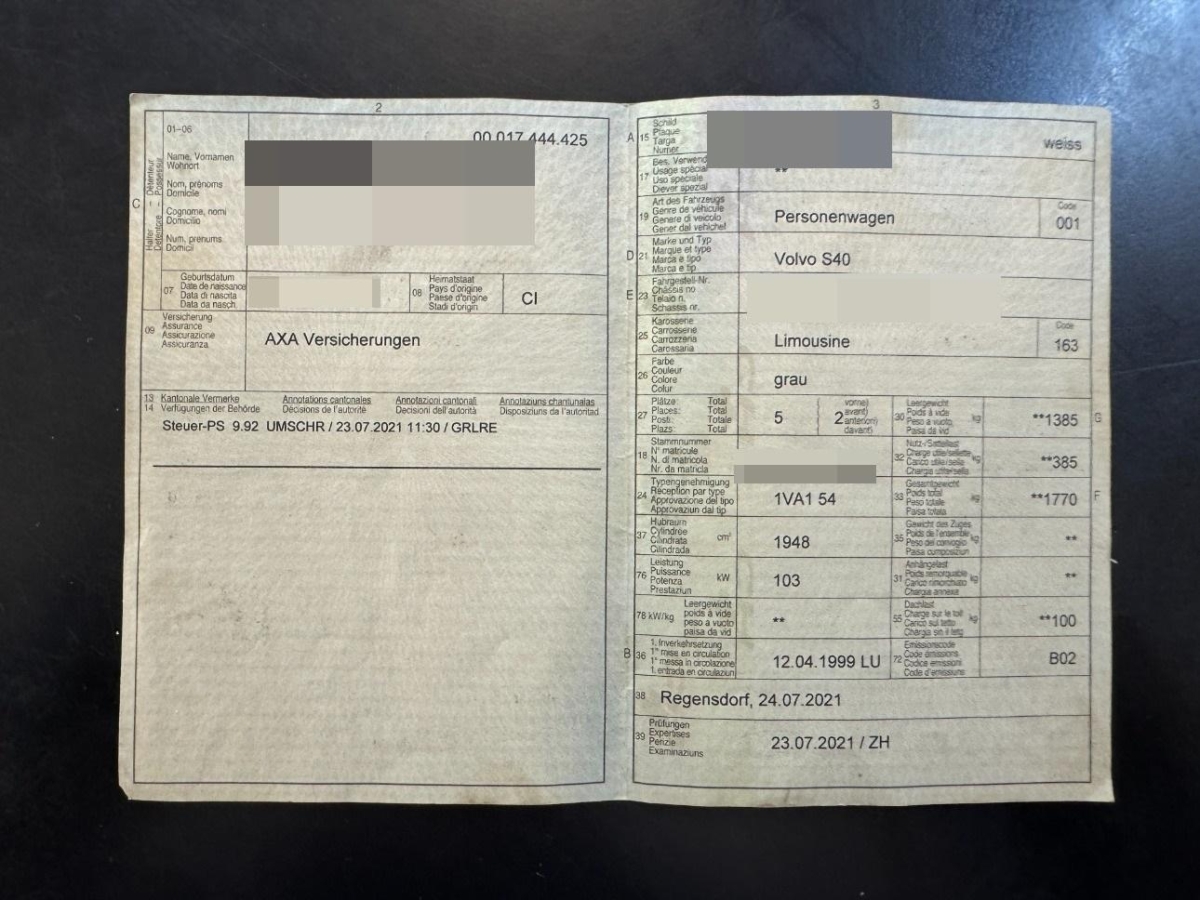 2
01-06
00.017.444.425
C
Halter – Détenteur
Detentore – Possessur
Name, Vornamen
Wohnort
Nom, prénoms
Domicile
Cognome, nomi
Domicilio
Num, prenums
Domicil
07
Geburtsdatum
Date de naissance
Data di nascita
Data da nasch.
08
Heimatstaat
Pays d'origine
Paese d'origine
Stadi d'origin
CI
09
Versicherung
Assurance
Assicurazione
Assicuranza
AXA Versicherungen
13 Kantonale Vermerke Annotations cantonales Annotazioni cantonali Annotaziuns chantunalas
14 Verfügungen der Behörde Décisions de l'autorité Decisioni dell'autorità Disposiziuns da l'autoritad
Steuer-PS 9.92 UMSCHR / 23.07.2021 11:30 / GRLRE
3
A 15
Schild
Plaque
Targa
Numer
weiss
17
Bes. Verwend
Usage spécial
Uso speciale
Diever spezial
**
19
Art des Fahrzeugs
Genre de véhicule
Genere di veicolo
Gener dal vehichel
Personenwagen
Code
001
D 21
Marke und Typ
Marque et type
Marca e tipo
Marca e tip
Volvo S40
E 23
Fahrgestell-Nr.
Châssis no
Telaio n.
Schassis nr.
25
Karosserie
Carrosserie
Carrozzeria
Carossaria
Limousine
Code
163
26
Farbe
Couleur
Colore
Colur
grau
27
Plätze Total
Places: Total
Posti: Totale
Plazs: Total
5
2
vorne)
avant)
anteriori)
davant)
30
Leergewicht
Poids à vide
Peso a vuoto
Paisa da vid
kg
**1385
G
18
Stammnummer
N° matricule
N. di matricola
Nr. da matricla
32
Nutz-/Sattellast
Charge utile/sellette
Carico utile/sella
Chargia utila/sella
kg
**385
24
Typengenehmigung
Réception par type
Approvazione del tipo
Approvaziun dal tip
1VA1 54
33
Gesamtgewicht
Poids total
Peso totale
Paisa totala
kg
**1770
F
37
Hubraum
Cylindrée
Cilindrata
Cilindrada
cm³
1948
35
Gewicht des Zuges
Poids de l'ensemble
Peso del convoglio
Paisa cumposiziun
kg
**
76
Leistung
Puissance
Potenza
Prestaziun
kW
103
31
Anhängelast
Poids remorquable
Carico rimorchiato
Chargia annexa
kg
**
78 kW/kg
Leergewicht
poids à vide
peso a vuoto
paisa da vid
**
55
Dachlast
Charge sur le toit
Carico sul tetto
Chargia sin il tetg
kg
**100
B 36
1. Inverkehrsetzung
1re mise en circulation
1a messa in circolazione
1. entrada en circulaziun
12.04.1999 LU
72
Emissionscode
Code émissions
Codice emissioni
Code d'emissiuns
B02
38
Regensdorf, 24.07.2021
39
Prüfungen
Expertises
Perizie
Examinaziuns
23.07.2021 / ZH